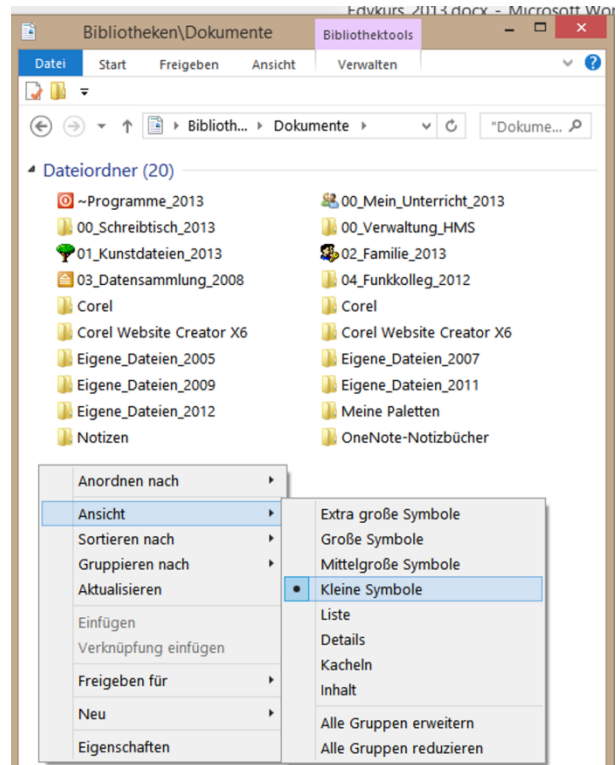 Edvkurs_2013.docx - Microsoft Wor
Bibliotheken\Dokumente
Bibliothektools
Datei Start Freigeben Ansicht Verwalten
Biblioth... Dokumente "Dokume...
Dateiordner (20)
~Programme_2013 00_Mein_Unterricht_2013
00_Schreibtisch_2013 00_Verwaltung_HMS
01_Kunstdateien_2013 02_Familie_2013
03_Datensammlung_2008 04_Funkkolleg_2012
Corel Corel
Corel Website Creator X6 Corel Website Creator X6
Eigene_Dateien_2005 Eigene_Dateien_2007
Eigene_Dateien_2009 Eigene_Dateien_2011
Eigene_Dateien_2012 Meine Paletten
Notizen OneNote-Notizbücher
Anordnen nach
Ansicht
Sortieren nach
Gruppieren nach
Aktualisieren
Einfügen
Verknüpfung einfügen
Freigeben für
Neu
Eigenschaften
Extra große Symbole
Große Symbole
Mittelgroße Symbole
Kleine Symbole
Liste
Details
Kacheln
Inhalt
Alle Gruppen erweitern
Alle Gruppen reduzieren